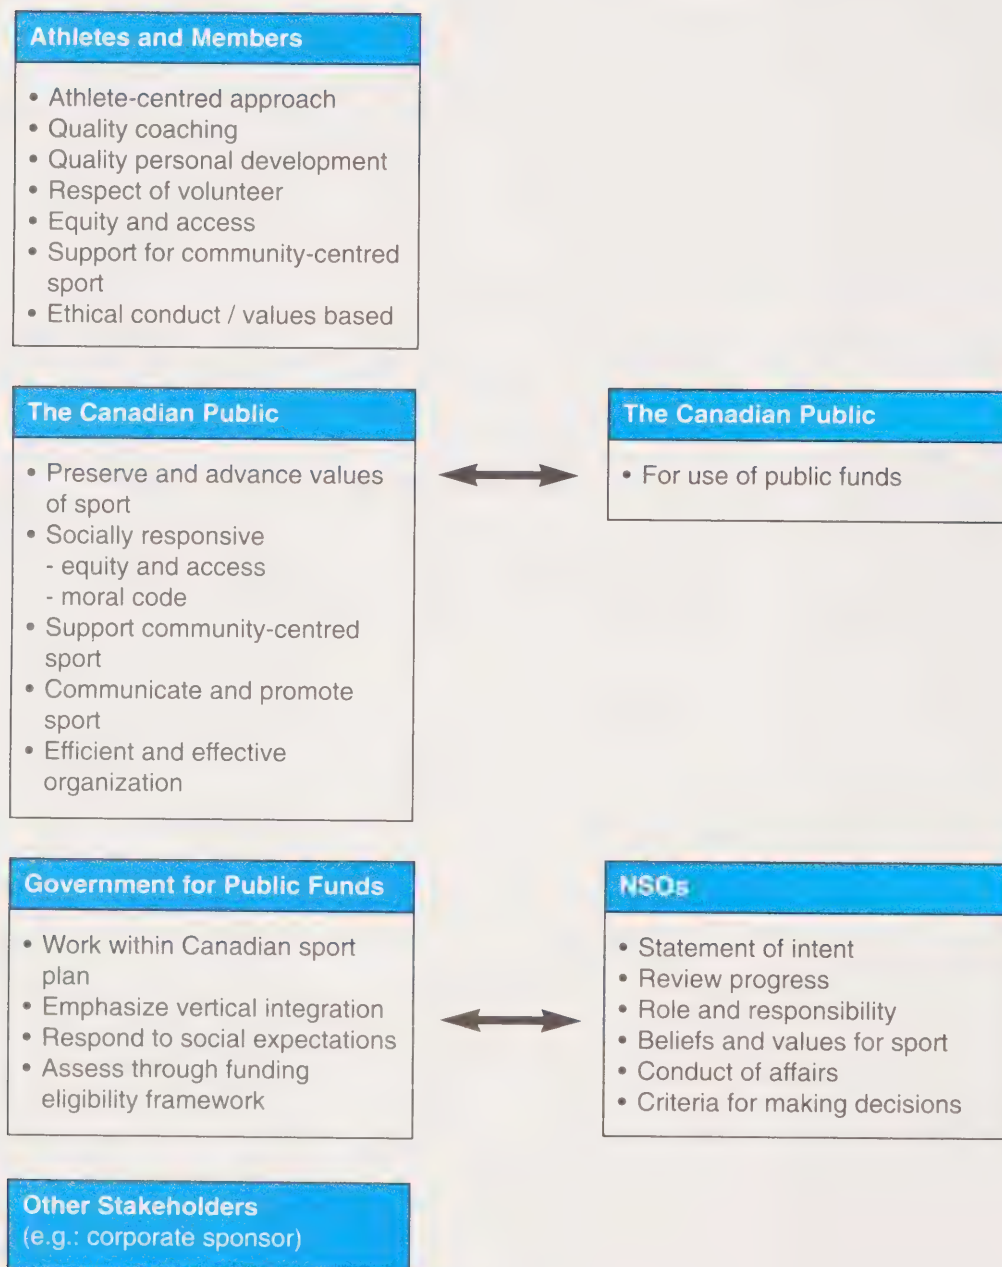 Athletes and Members
• Athlete-centred approach
• Quality coaching
• Quality personal development
• Respect of volunteer
• Equity and access
• Support for community-centred
sport
• Ethical conduct / values based
The Canadian Public
• Preserve and advance values
of sport
• Socially responsive
- equity and access
- moral code
• Support community-centred
sport
• Communicate and promote
sport
• Efficient and effective
organization
The Canadian Public
• For use of public funds
Government for Public Funds
• Work within Canadian sport
plan
• Emphasize vertical integration
• Respond to social expectations
• Assess through funding
eligibility framework
NSOs
• Statement of intent
• Review progress
• Role and responsibility
• Beliefs and values for sport
• Conduct of affairs
• Criteria for making decisions
Other Stakeholders
(e.g.: corporate sponsor)